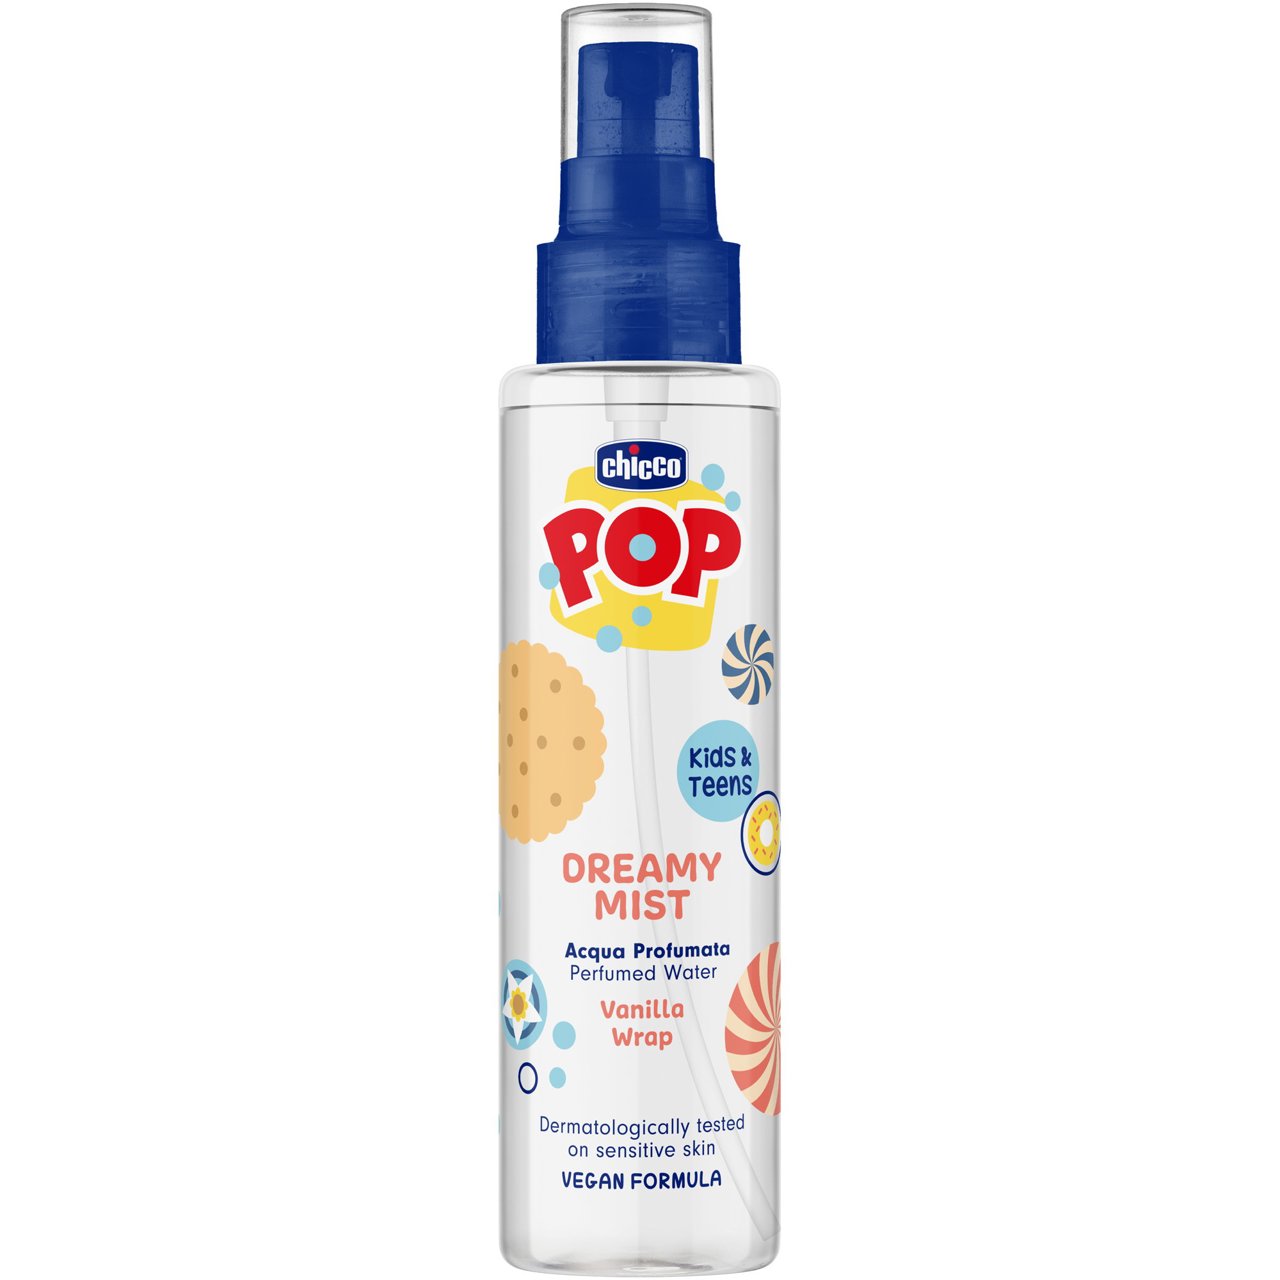 chicco
POP
Kids &
Teens
DREAMY
MIST
Acqua Profumata
Perfumed Water
Vanilla
Wrap
Dermatologically tested
on sensitive skin
VEGAN FORMULA